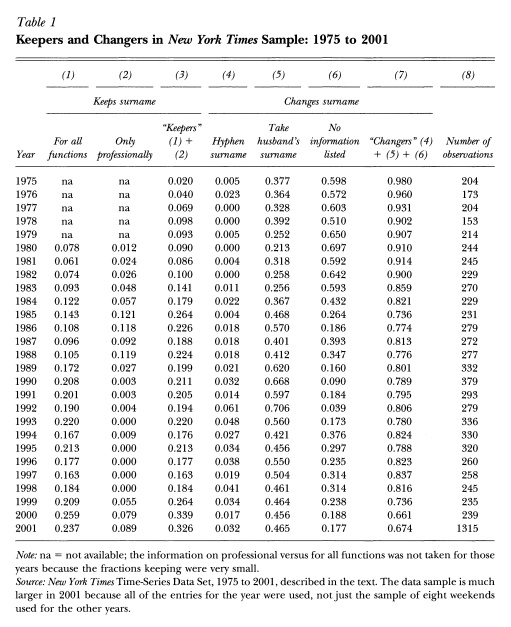 Table 1
Keepers and Changers in New York Times Sample: 1975 to 2001
(1) (2) (3) (4) (5) (6) (7) (8)
Keeps surname Changes surname
"Keepers" Take No
For all Only (1) + Hyphen husband's information "Changers" (4) Number of
Year functions professionally (2) surname surname listed + (5) + (6) observations
1975 na na 0.020 0.005 0.377 0.598 0.980 204
1976 na na 0.040 0.023 0.364 0.572 0.960 173
1977 na na 0.069 0.000 0.328 0.603 0.931 204
1978 na na 0.098 0.000 0.392 0.510 0.902 153
1979 na na 0.093 0.005 0.252 0.650 0.907 214
1980 0.078 0.012 0.090 0.000 0.213 0.697 0.910 244
1981 0.061 0.024 0.086 0.004 0.318 0.592 0.914 245
1982 0.074 0.026 0.100 0.000 0.258 0.642 0.900 229
1983 0.093 0.048 0.141 0.011 0.256 0.593 0.859 270
1984 0.122 0.057 0.179 0.022 0.367 0.432 0.821 229
1985 0.143 0.121 0.264 0.004 0.468 0.264 0.736 231
1986 0.108 0.118 0.226 0.018 0.570 0.186 0.774 279
1987 0.096 0.092 0.188 0.018 0.401 0.393 0.813 272
1988 0.105 0.119 0.224 0.018 0.412 0.347 0.776 277
1989 0.172 0.027 0.199 0.021 0.620 0.160 0.801 332
1990 0.208 0.003 0.211 0.032 0.668 0.090 0.789 379
1991 0.201 0.003 0.205 0.014 0.597 0.184 0.795 293
1992 0.190 0.004 0.194 0.061 0.706 0.039 0.806 279
1993 0.220 0.000 0.220 0.048 0.560 0.173 0.780 336
1994 0.167 0.009 0.176 0.027 0.421 0.376 0.824 330
1995 0.213 0.000 0.213 0.034 0.456 0.297 0.788 320
1996 0.177 0.000 0.177 0.038 0.550 0.235 0.823 260
1997 0.163 0.000 0.163 0.019 0.504 0.314 0.837 258
1998 0.184 0.000 0.184 0.041 0.461 0.314 0.816 245
1999 0.209 0.055 0.264 0.034 0.464 0.238 0.736 235
2000 0.259 0.079 0.339 0.017 0.456 0.188 0.661 239
2001 0.237 0.089 0.326 0.032 0.465 0.177 0.674 1315
Note: na = not available; the information on professional versus for all functions was not taken for those
years because the fractions keeping were very small.
Source: New York Times Time-Series Data Set, 1975 to 2001, described in the text. The data sample is much
larger in 2001 because all of the entries for the year were used, not just the sample of eight weekends
used for the other years.